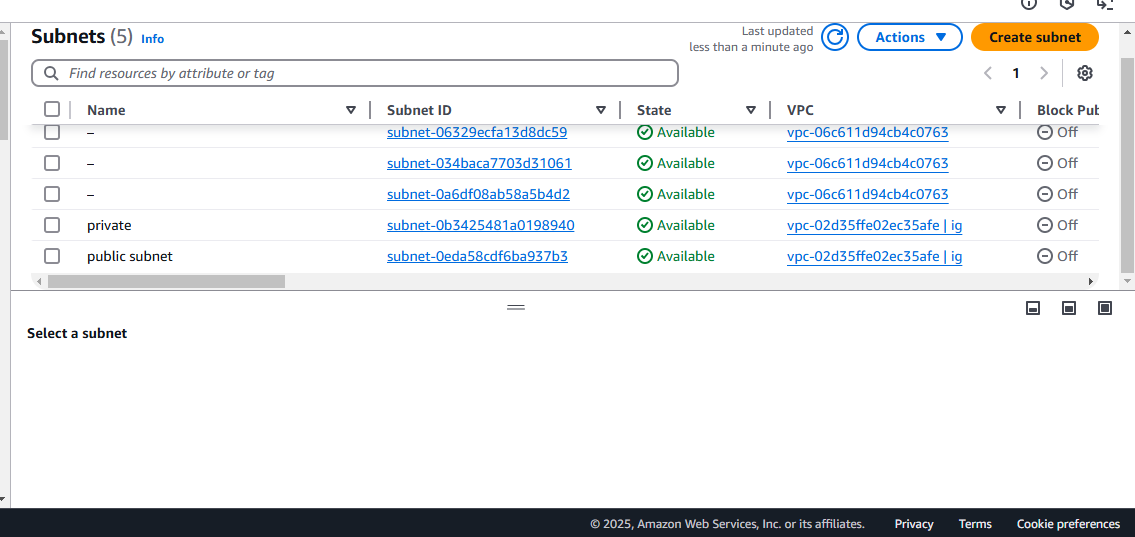 Subnets (5) Info
Last updated
less than a minute ago
Actions
Create subnet
Find resources by attribute or tag
1
Name Subnet ID State VPC Block Pub
– subnet-06329ecfa13d8dc59 Available vpc-06c611d94cb4c0763 Off
– subnet-034baca7703d31061 Available vpc-06c611d94cb4c0763 Off
– subnet-0a6df08ab58a5b4d2 Available vpc-06c611d94cb4c0763 Off
private subnet-0b3425481a0198940 Available vpc-02d35ffe02ec35afe | ig Off
public subnet subnet-0eda58cdf6ba937b3 Available vpc-02d35ffe02ec35afe | ig Off
Select a subnet
© 2025, Amazon Web Services, Inc. or its affiliates. Privacy Terms Cookie preferences